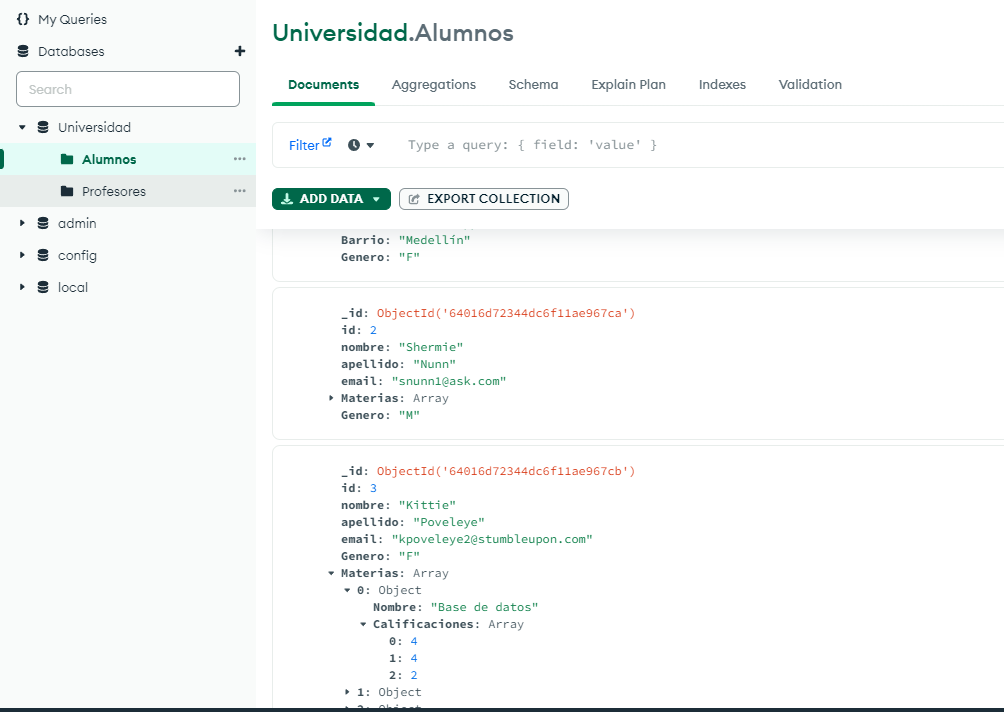 My Queries
Databases
Search
Universidad
Alumnos
Profesores
admin
config
local
Universidad.Alumnos
Documents Aggregations Schema Explain Plan Indexes Validation
Filter Type a query: { field: 'value' }
ADD DATA EXPORT COLLECTION
Barrio: "Medellín"
Genero: "F"
_id: ObjectId('64016d72344dc6f11ae967ca')
id: 2
nombre: "Shermie"
apellido: "Nunn"
email: "snunn1@ask.com"
Materias: Array
Genero: "M"
_id: ObjectId('64016d72344dc6f11ae967cb')
id: 3
nombre: "Kittie"
apellido: "Poveleye"
email: "kpoveleye2@stumbleupon.com"
Genero: "F"
Materias: Array
0: Object
Nombre: "Base de datos"
Calificaciones: Array
0: 4
1: 4
2: 2
1: Object
2: Object